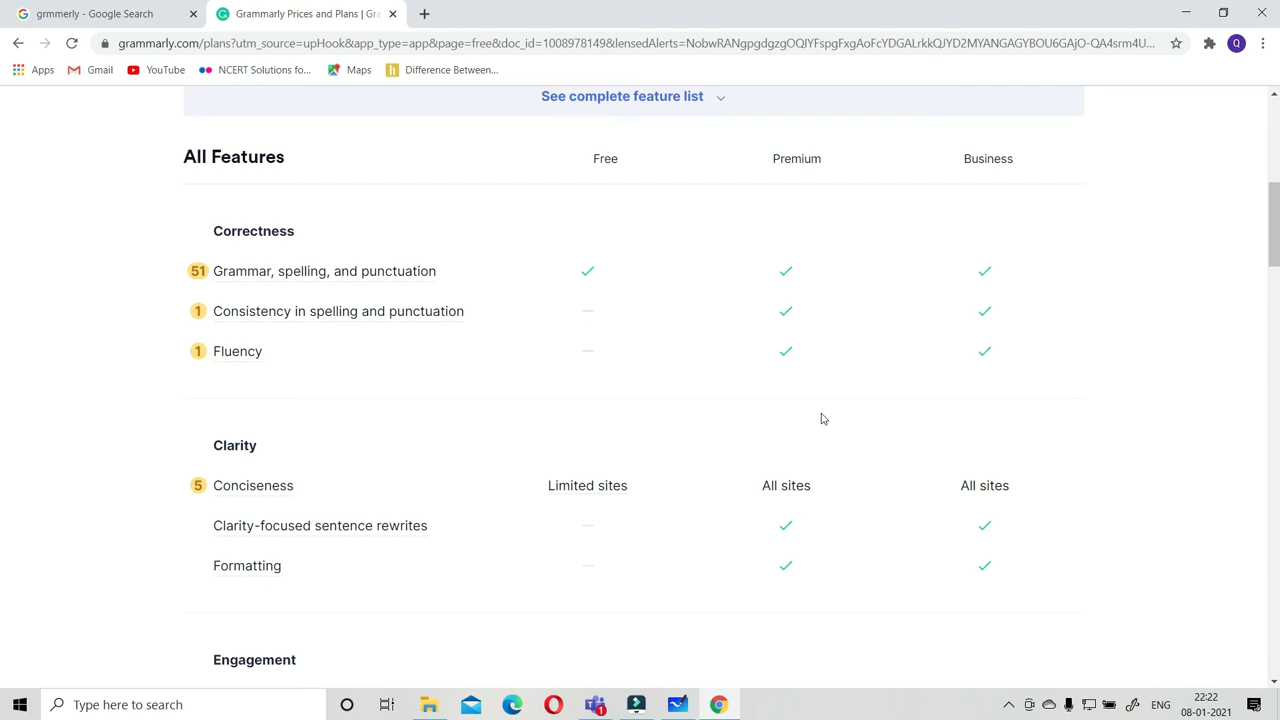 grmmerly - Google Search
Grammarly Prices and Plans | Gra
grammarly.com/plans?utm_source=upHook&app_type=app&page=free&doc_id=1008978149&lensedAlerts=NobwRANgpgdgzgOQIYFspgFxgAoFcYDGALrkkQJYD2MYANGAGYBOU6GAjO-QA4srm4U...
Q
Apps
Gmail
YouTube
NCERT Solutions fo...
Maps
Difference Between...
See complete feature list
All Features Free Premium Business
Correctness
51 Grammar, spelling, and punctuation
1 Consistency in spelling and punctuation
1 Fluency
Clarity
5 Conciseness Limited sites All sites All sites
Clarity-focused sentence rewrites
Formatting
Engagement
Type here to search
1
ENG
22:22
08-01-2021